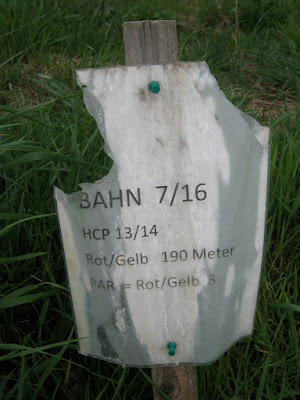 BAHN 7/16
HCP 13/14
Rot/Gelb 190 Meter
PAR = Rot/Gelb 3